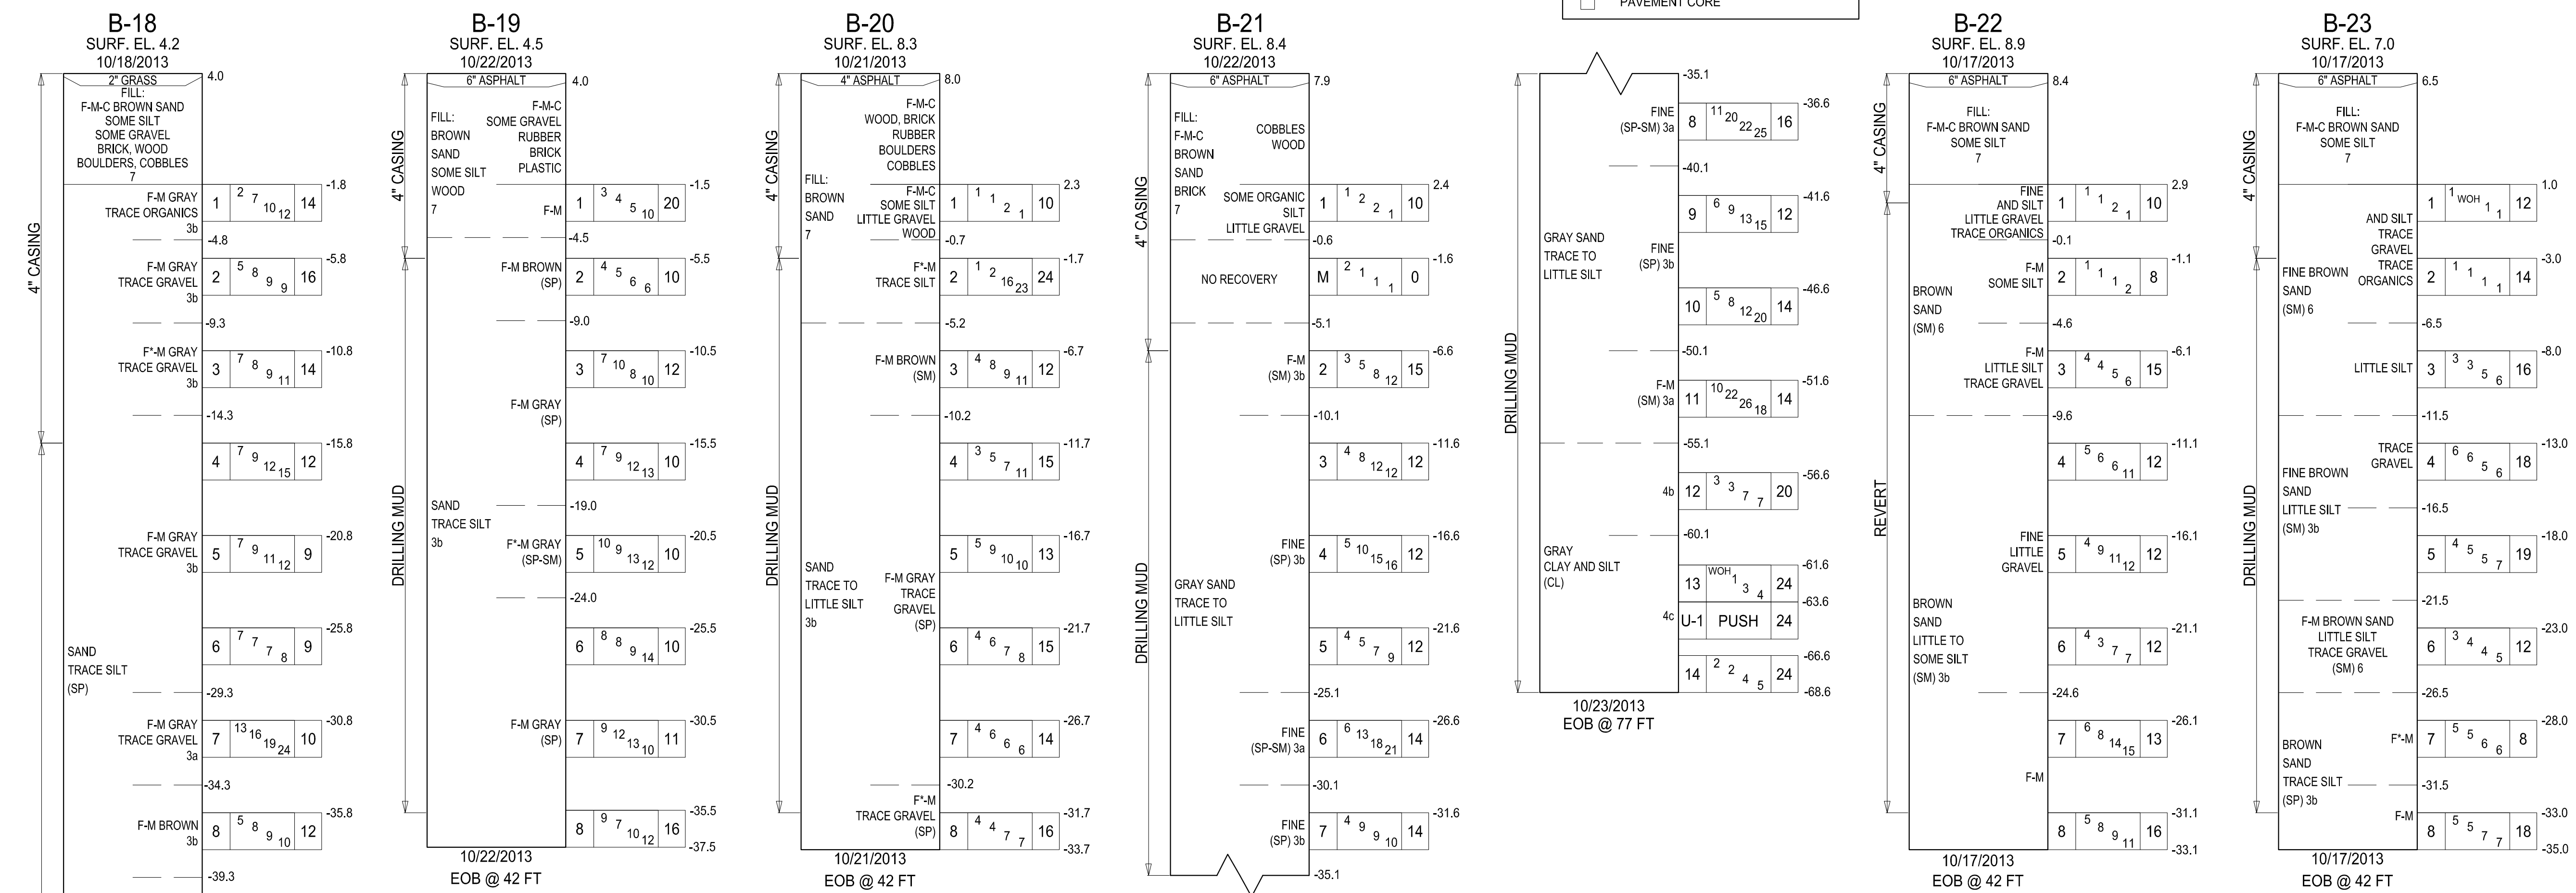 PAVEMENT CORE
B-18
SURF. EL. 4.2
10/18/2013
2" GRASS
4.0
4" CASING
FILL:
F-M-C BROWN SAND
SOME SILT
SOME GRAVEL
BRICK, WOOD
BOULDERS, COBBLES
7
F-M GRAY
TRACE ORGANICS
3b
1 2 7 10 12 14 -1.8
-4.8
F-M GRAY
TRACE GRAVEL
3b
2 5 8 9 9 16 -5.8
-9.3
F*-M GRAY
TRACE GRAVEL
3b
3 7 8 9 11 14 -10.8
-14.3
4 7 9 12 15 12 -15.8
F-M GRAY
TRACE GRAVEL
3b
5 7 9 11 12 9 -20.8
6 7 7 7 8 9 -25.8
SAND
TRACE SILT
(SP)
-29.3
F-M GRAY
TRACE GRAVEL
3a
7 13 16 19 24 10 -30.8
-34.3
F-M BROWN
3b
8 5 8 9 10 12 -35.8
-39.3
B-19
SURF. EL. 4.5
10/22/2013
6" ASPHALT
4.0
4" CASING
FILL:
BROWN
SAND
SOME SILT
WOOD
7
F-M-C
SOME GRAVEL
RUBBER
BRICK
PLASTIC
F-M
1 3 4 5 10 20 -1.5
-4.5
F-M BROWN
(SP)
2 4 5 6 6 10 -5.5
-9.0
3 7 10 8 10 12 -10.5
F-M GRAY
(SP)
4 7 9 12 13 10 -15.5
DRILLING MUD
SAND
TRACE SILT
3b
-19.0
F*-M GRAY
(SP-SM)
5 10 9 13 12 10 -20.5
-24.0
6 8 8 9 14 10 -25.5
F-M GRAY
(SP)
7 9 12 13 10 11 -30.5
8 9 7 10 12 16 -35.5
-37.5
10/22/2013
EOB @ 42 FT
B-20
SURF. EL. 8.3
10/21/2013
4" ASPHALT
8.0
4" CASING
F-M-C
WOOD, BRICK
RUBBER
BOULDERS
COBBLES
FILL:
BROWN
SAND
7
F-M-C
SOME SILT
LITTLE GRAVEL
WOOD
1 1 1 2 1 10 2.3
-0.7
F*-M
TRACE SILT
2 1 2 16 23 24 -1.7
-5.2
F-M BROWN
(SM)
3 4 8 9 11 12 -6.7
-10.2
4 3 5 7 11 15 -11.7
DRILLING MUD
5 5 9 10 10 13 -16.7
SAND
TRACE TO
LITTLE SILT
3b
F-M GRAY
TRACE
GRAVEL
(SP)
6 4 6 7 8 15 -21.7
7 4 6 6 6 14 -26.7
-30.2
F*-M
TRACE GRAVEL
(SP)
8 4 4 7 7 16 -31.7
-33.7
10/21/2013
EOB @ 42 FT
B-21
SURF. EL. 8.4
10/22/2013
6" ASPHALT
7.9
4" CASING
FILL:
F-M-C
BROWN
SAND
BRICK
7
COBBLES
WOOD
SOME ORGANIC
SILT
LITTLE GRAVEL
1 1 2 2 1 10 2.4
-0.6
NO RECOVERY
M 2 1 1 1 0 -1.6
-5.1
F-M
(SM) 3b
2 3 5 8 12 15 -6.6
-10.1
3 4 8 12 12 12 -11.6
FINE
(SP) 3b
4 5 10 15 16 12 -16.6
DRILLING MUD
GRAY SAND
TRACE TO
LITTLE SILT
5 4 5 7 9 12 -21.6
-25.1
FINE
(SP-SM) 3a
6 6 13 18 21 14 -26.6
-30.1
FINE
(SP) 3b
7 4 9 9 10 14 -31.6
-35.1
-35.1
FINE
(SP-SM) 3a
8 11 20 22 25 16 -36.6
-40.1
9 6 9 13 15 12 -41.6
GRAY SAND
TRACE TO
LITTLE SILT
FINE
(SP) 3b
10 5 8 12 20 14 -46.6
-50.1
DRILLING MUD
F-M
(SM) 3a
11 10 22 26 18 14 -51.6
-55.1
4b
12 3 3 7 7 20 -56.6
-60.1
GRAY
CLAY AND SILT
(CL)
13 WOH 1 3 4 24 -61.6
-63.6
4c
U-1 PUSH 24
14 2 2 4 5 24 -66.6
-68.6
10/23/2013
EOB @ 77 FT
B-22
SURF. EL. 8.9
10/17/2013
6" ASPHALT
8.4
4" CASING
FILL:
F-M-C BROWN SAND
SOME SILT
7
FINE
AND SILT
LITTLE GRAVEL
TRACE ORGANICS
1 1 1 2 1 10 2.9
-0.1
F-M
SOME SILT
2 1 1 1 2 8 -1.1
BROWN
SAND
(SM) 6
-4.6
F-M
LITTLE SILT
TRACE GRAVEL
3 4 4 5 6 15 -6.1
-9.6
4 5 6 6 11 12 -11.1
REVERT
FINE
LITTLE
GRAVEL
5 4 9 11 12 12 -16.1
BROWN
SAND
LITTLE TO
SOME SILT
(SM) 3b
6 4 3 7 7 12 -21.1
-24.6
7 6 8 14 15 13 -26.1
F-M
8 5 8 9 11 16 -31.1
-33.1
10/17/2013
EOB @ 42 FT
B-23
SURF. EL. 7.0
10/17/2013
6" ASPHALT
6.5
4" CASING
FILL:
F-M-C BROWN SAND
SOME SILT
7
1 1 WOH 1 1 12 1.0
AND SILT
TRACE
GRAVEL
TRACE
ORGANICS
-3.0
FINE BROWN
SAND
(SM) 6
2 1 1 1 1 14
-6.5
LITTLE SILT
3 3 3 5 6 16 -8.0
-11.5
TRACE
GRAVEL
4 6 6 5 6 18 -13.0
FINE BROWN
SAND
LITTLE SILT
(SM) 3b
-16.5
DRILLING MUD
5 4 5 5 7 19 -18.0
-21.5
F-M BROWN SAND
LITTLE SILT
TRACE GRAVEL
(SM) 6
6 3 4 4 5 12 -23.0
-26.5
F*-M
7 5 5 6 6 8 -28.0
BROWN
SAND
TRACE SILT
(SP) 3b
-31.5
F-M
8 5 5 7 7 18 -33.0
-35.0
10/17/2013
EOB @ 42 FT